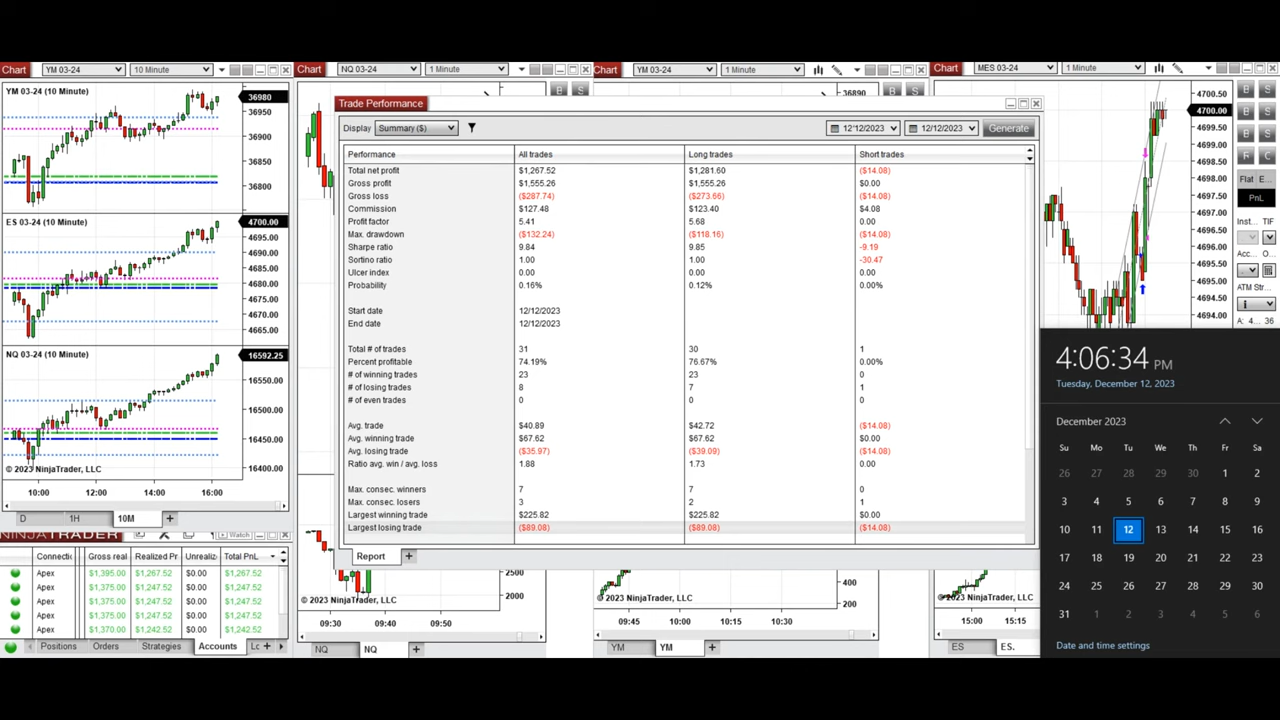 Chart YM 03-24 10 Minute
YM 03-24 (10 Minute)
36980
36950
36900
36850
36800
ES 03-24 (10 Minute)
4700.00
4695.00
4690.00
4685.00
4680.00
4675.00
4670.00
4665.00
NQ 03-24 (10 Minute)
16592.25
16550.00
16500.00
16450.00
16400.00
© 2023 NinjaTrader, LLC
10:00 12:00 14:00 16:00
D 1H 10M +
NINJATRADER Watch
Connectic Gross real Realized Pr Unrealiz Total PnL
Apex $1,395.00 $1,267.52 $0.00 $1,267.52
Apex $1,375.00 $1,247.52 $0.00 $1,247.52
Apex $1,375.00 $1,247.52 $0.00 $1,247.52
Apex $1,375.00 $1,247.52 $0.00 $1,247.52
Apex $1,370.00 $1,242.52 $0.00 $1,242.52
Positions Orders Strategies Accounts Lc +
Chart NQ 03-24 1 Minute
B S
Chart YM 03-24 1 Minute
36890
B S
Chart MES 03-24 1 Minute
Trade Performance
Display Summary ($) 12/12/2023 12/12/2023 Generate
Performance All trades Long trades Short trades
Total net profit $1,267.52 $1,281.60 ($14.08)
Gross profit $1,555.26 $1,555.26 $0.00
Gross loss ($287.74) ($273.66) ($14.08)
Commission $127.48 $123.40 $4.08
Profit factor 5.41 5.68 0.00
Max. drawdown ($132.24) ($118.16) ($14.08)
Sharpe ratio 9.84 9.85 -9.19
Sortino ratio 1.00 1.00 -30.47
Ulcer index 0.00 0.00 0.00
Probability 0.16% 0.12% 0.00%
Start date 12/12/2023
End date 12/12/2023
Total # of trades 31 30 1
Percent profitable 74.19% 76.67% 0.00%
# of winning trades 23 23 0
# of losing trades 8 7 1
# of even trades 0 0 0
Avg. trade $40.89 $42.72 ($14.08)
Avg. winning trade $67.62 $67.62 $0.00
Avg. losing trade ($35.97) ($39.09) ($14.08)
Ratio avg. win / avg. loss 1.88 1.73 0.00
Max. consec. winners 7 7 0
Max. consec. losers 3 2 1
Largest winning trade $225.82 $225.82 $0.00
Largest losing trade ($89.08) ($89.08) ($14.08)
Report +
2500
2000
© 2023 NinjaTrader, LLC
09:30 09:40 09:50
NQ NQ +
400
200
© 2023 NinjaTrader, LLC
09:45 10:00 10:15 10:30
YM YM +
4700.50
4700.00
4699.50
4698.50
4697.00
4696.00
4695.00
4694.00
B S
B S
B S
R C
Flat E...
PnL
Inst... TIF
Acc... O...
ATM Str...
I
A: 4... 36
© 2023 NinjaTrader, LLC
15:00 15:15
ES ES.
4:06:34 PM
Tuesday, December 12, 2023
December 2023
Su Mo Tu We Th Fr Sa
26 27 28 29 30 1 2
3 4 5 6 7 8 9
10 11 12 13 14 15 16
17 18 19 20 21 22 23
24 25 26 27 28 29 30
31 1 2 3 4 5 6
Date and time settings